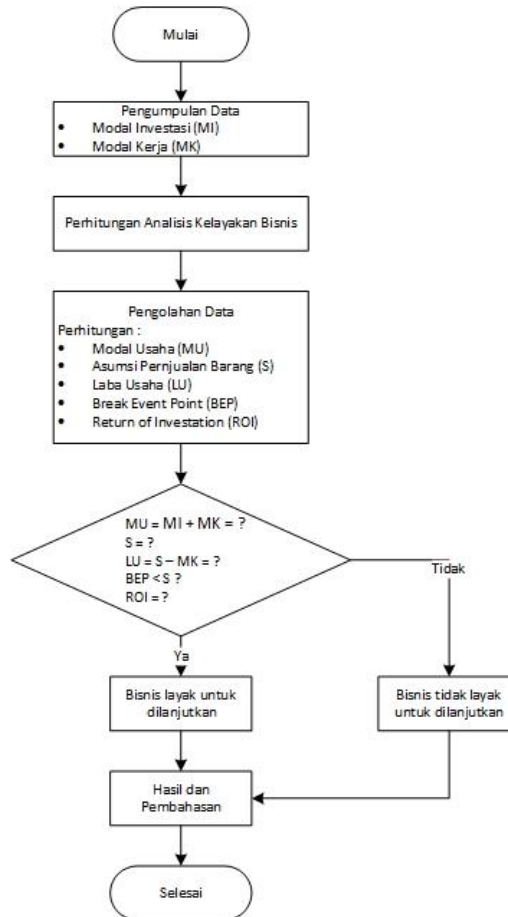 Mulai
Pengumpulan Data
• Modal Investasi (MI)
• Modal Kerja (MK)
Perhitungan Analisis Kelayakan Bisnis
Pengolahan Data
Perhitungan :
• Modal Usaha (MU)
• Asumsi Pernjualan Barang (S)
• Laba Usaha (LU)
• Break Event Point (BEP)
• Return of Investation (ROI)
MU = MI + MK = ?
S = ?
LU = S – MK = ?
BEP < S ?
ROI = ?
Tidak
Ya
Bisnis layak untuk
dilanjutkan
Bisnis tidak layak
untuk dilanjutkan
Hasil dan
Pembahasan
Selesai